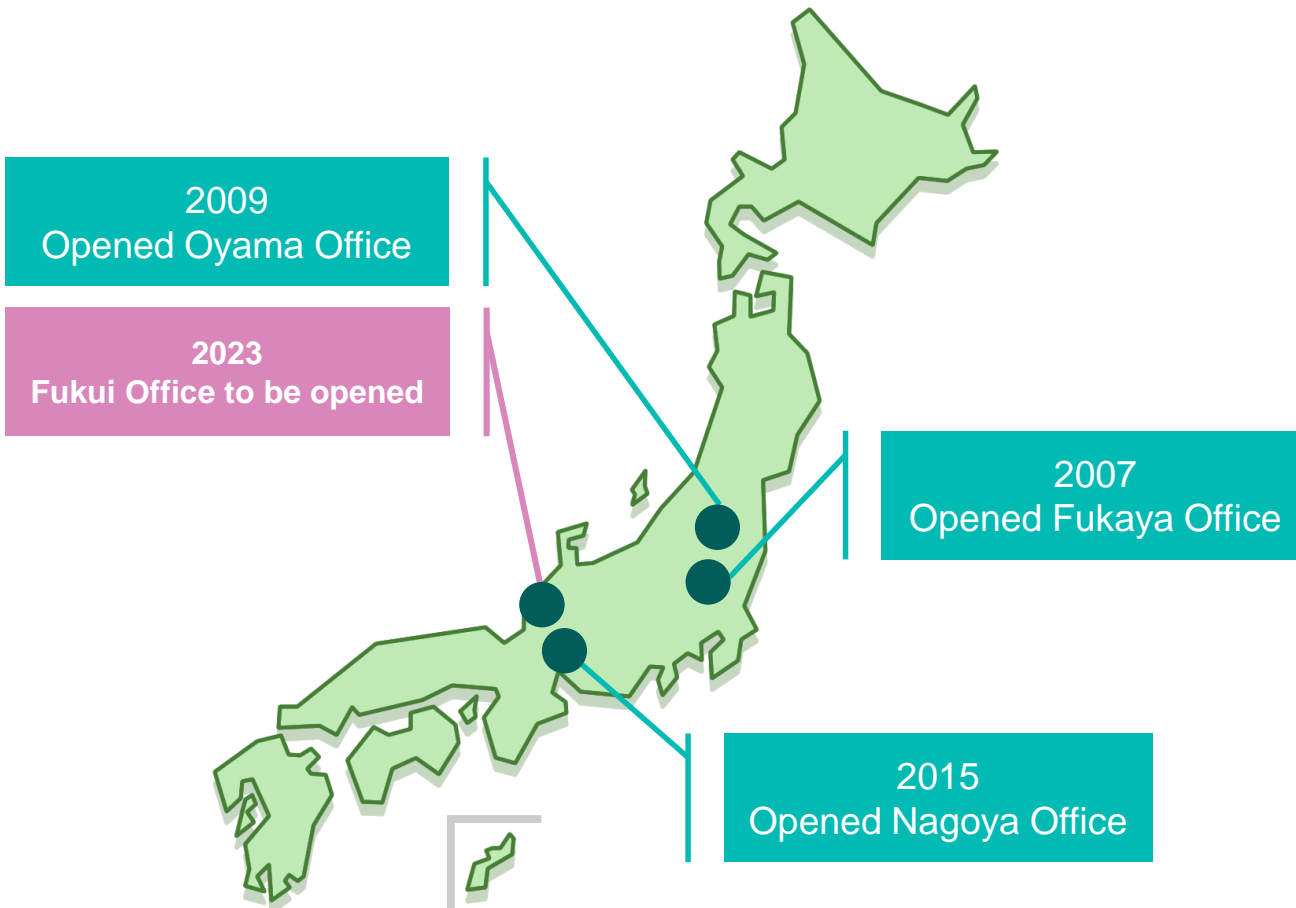 2009
Opened Oyama Office
2023
Fukui Office to be opened
2007
Opened Fukaya Office
2015
Opened Nagoya Office